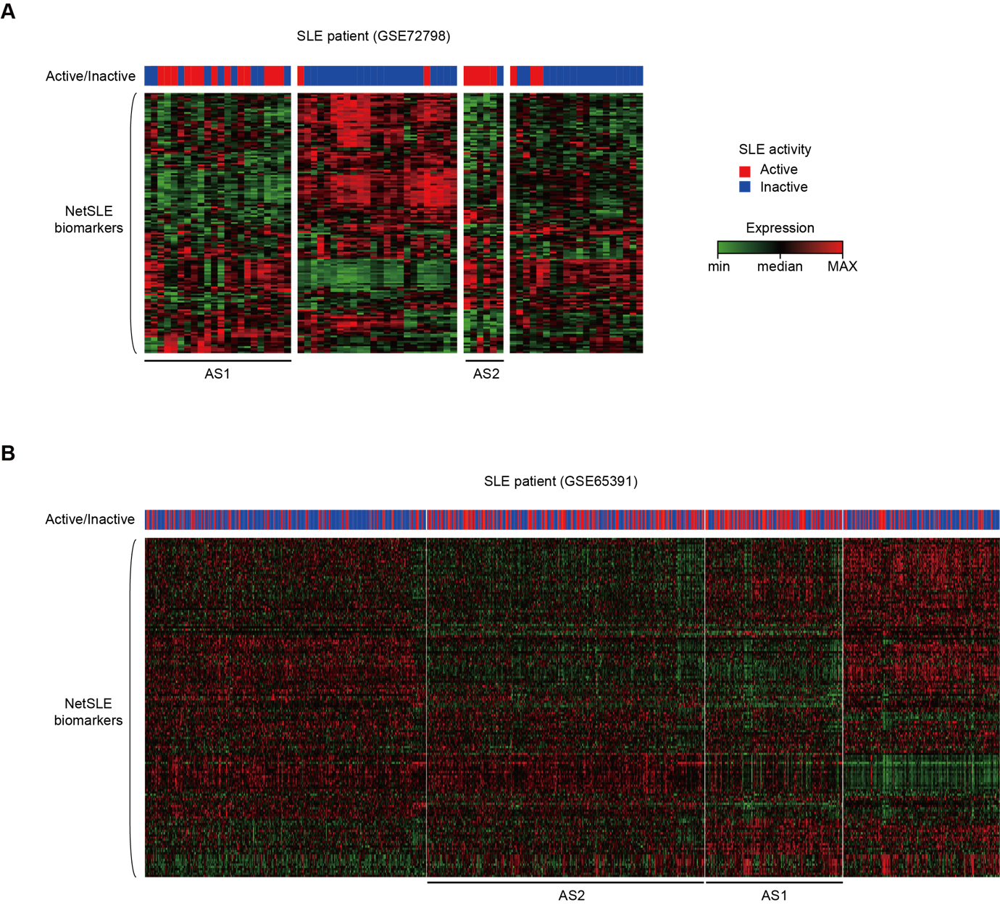 A
SLE patient (GSE72798)
Active/Inactive
NetSLE
biomarkers
SLE activity
Active
Inactive
Expression
min median MAX
AS1 AS2
B
SLE patient (GSE65391)
Active/Inactive
NetSLE
biomarkers
AS2 AS1